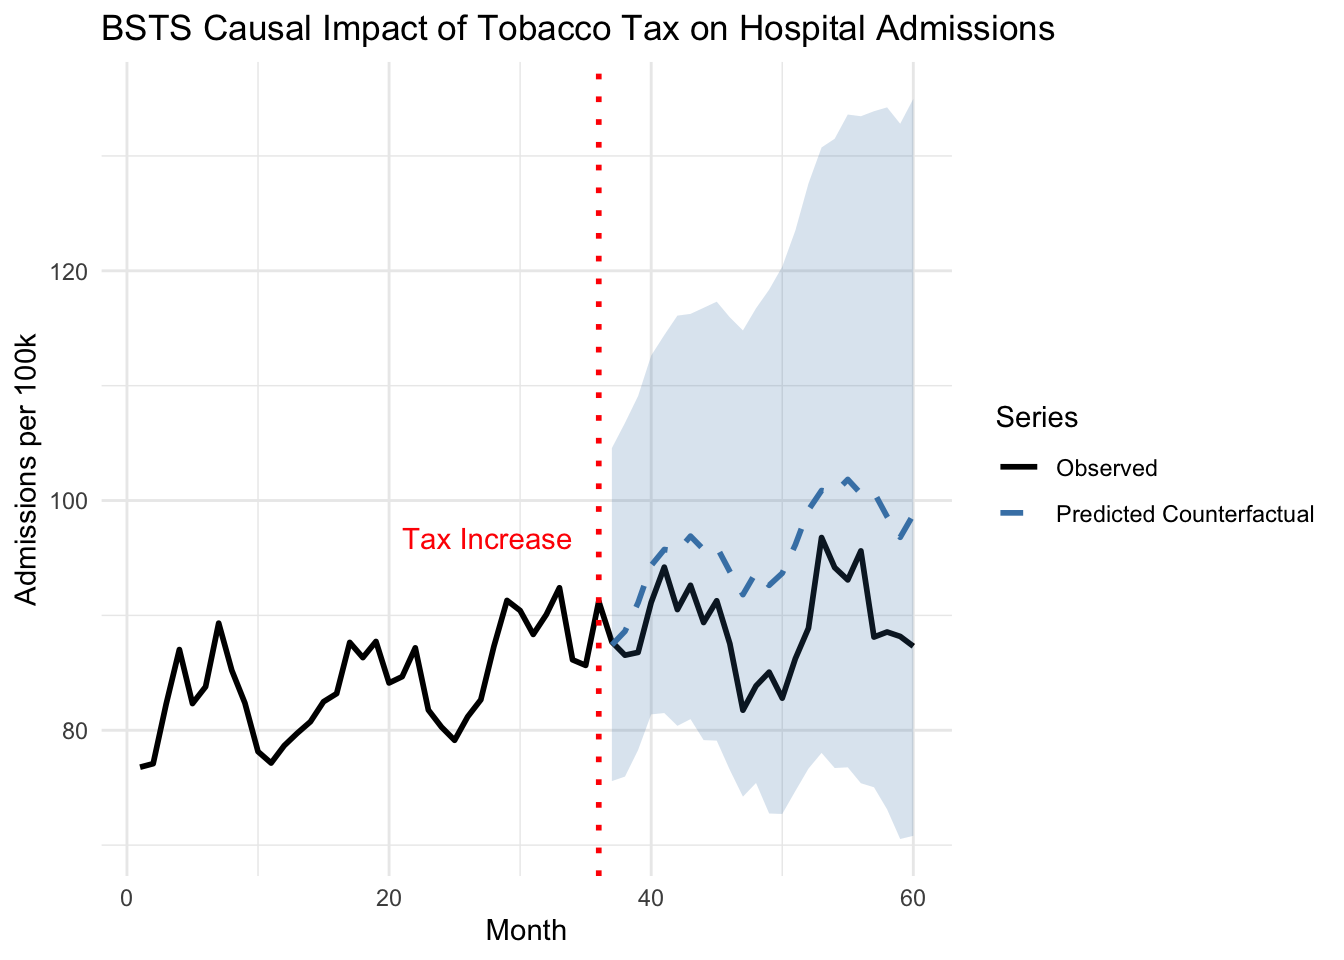 BSTS Causal Impact of Tobacco Tax on Hospital Admissions
120
100
80
Admissions per 100k
Tax Increase
0
20
40
60
Month
Series
Observed
Predicted Counterfactual